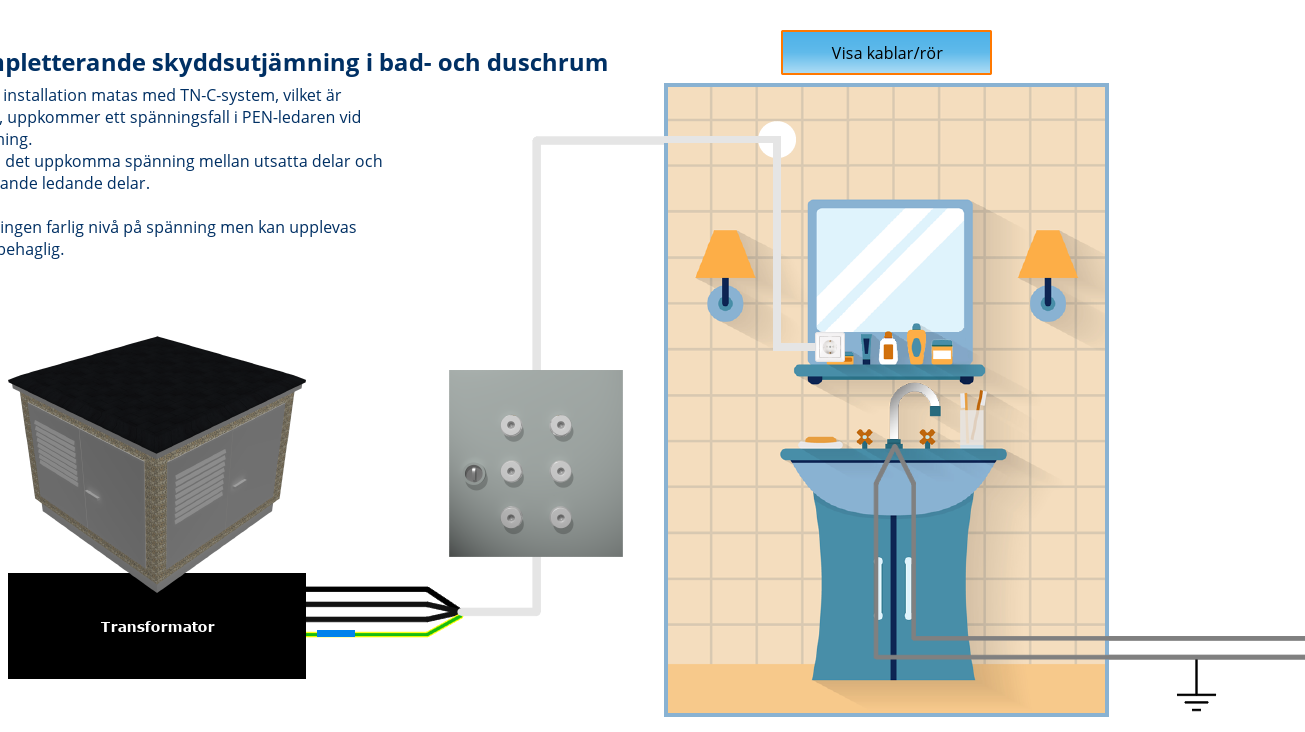 mpletterande skyddsutjämning i bad- och duschrum
installation matas med TN-C-system, vilket är
, uppkommer ett spänningsfall i PEN-ledaren vid
ning.
det uppkomma spänning mellan utsatta delar och
ande ledande delar.
ingen farlig nivå på spänning men kan upplevas
behaglig.
Visa kablar/rör
Transformator